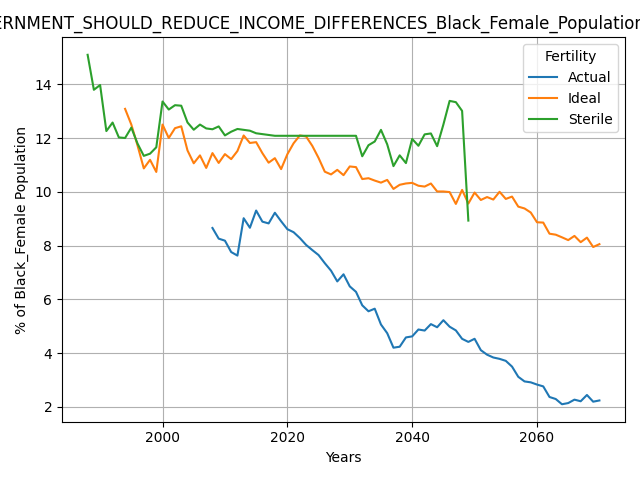 ERNMENT_SHOULD_REDUCE_INCOME_DIFFERENCES_Black_Female_Population
Fertility
Actual
Ideal
Sterile
% of Black_Female Population
14
12
10
8
6
4
2
2000
2020
2040
2060
Years